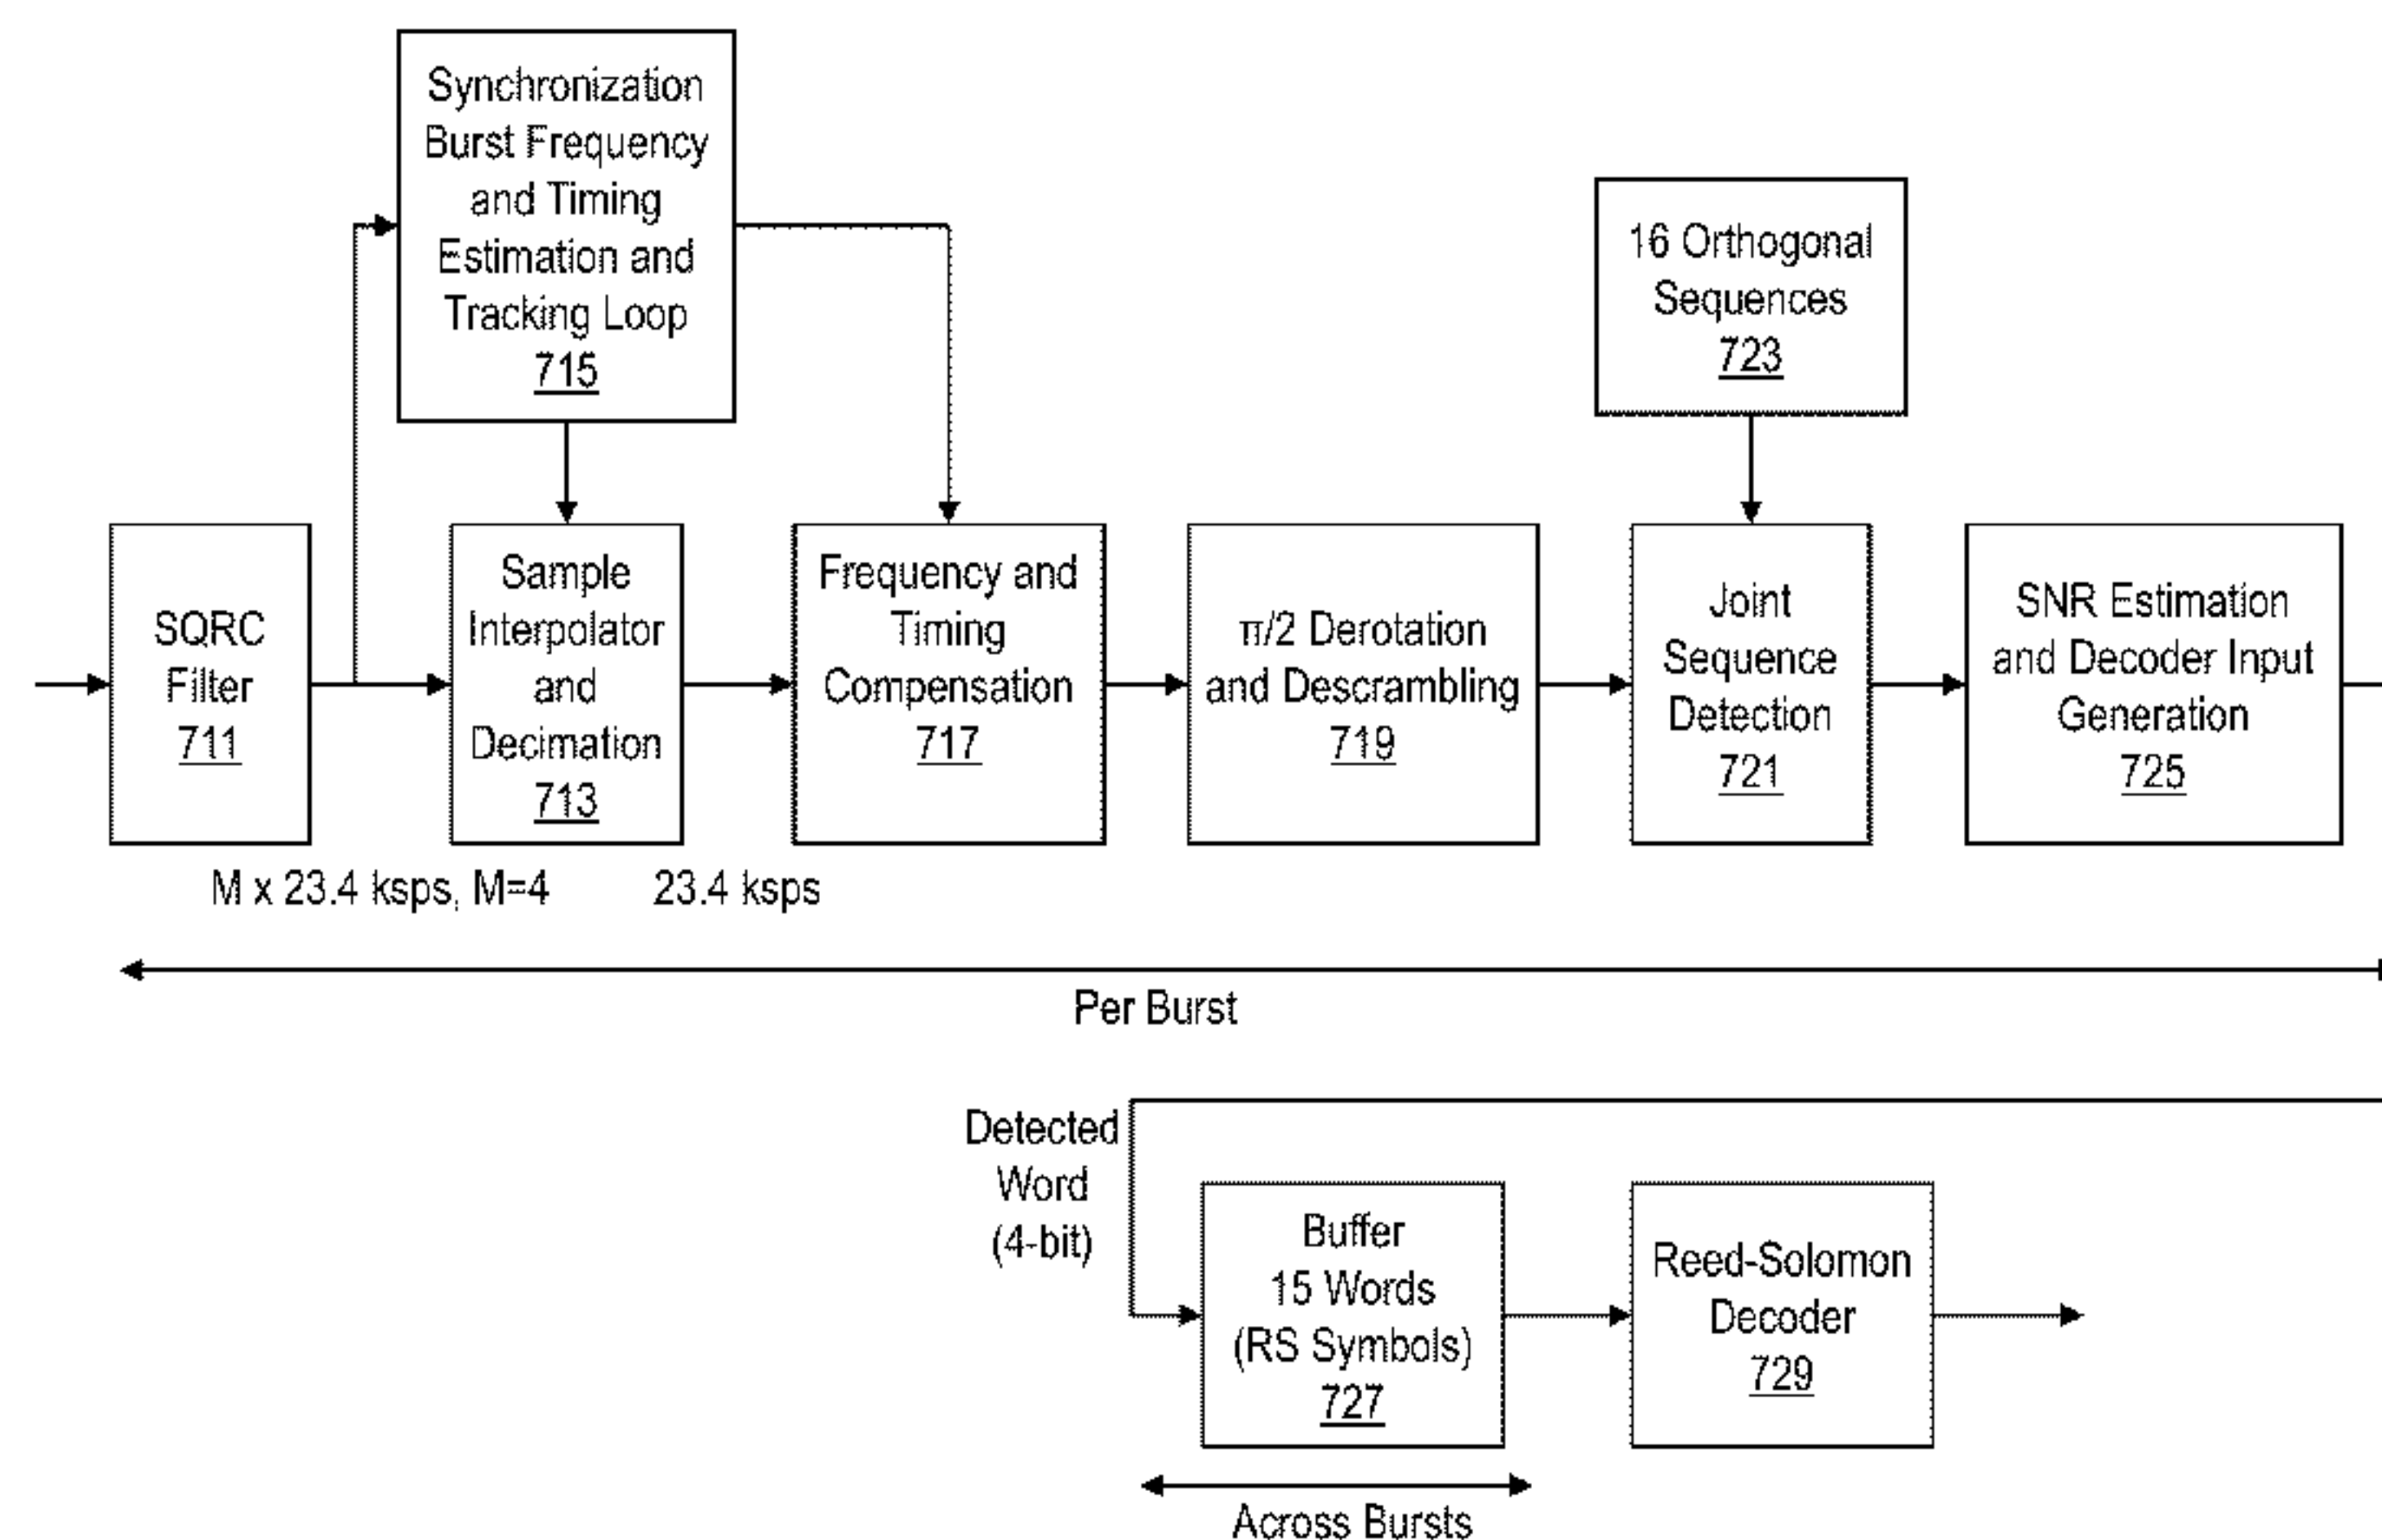 Synchronization
Burst Frequency
and Timing
Estimation and
Tracking Loop
715
16 Orthogonal
Sequences
723
SQRC
Filter
711
Sample
Interpolator
and
Decimation
713
Frequency and
Timing
Compensation
717
π/2 Derotation
and Descrambling
719
Joint
Sequence
Detection
721
SNR Estimation
and Decoder Input
Generation
725
M x 23.4 ksps, M=4
23.4 ksps
Per Burst
Detected
Word
(4-bit)
Buffer
15 Words
(RS Symbols)
727
Reed-Solomon
Decoder
729
Across Bursts